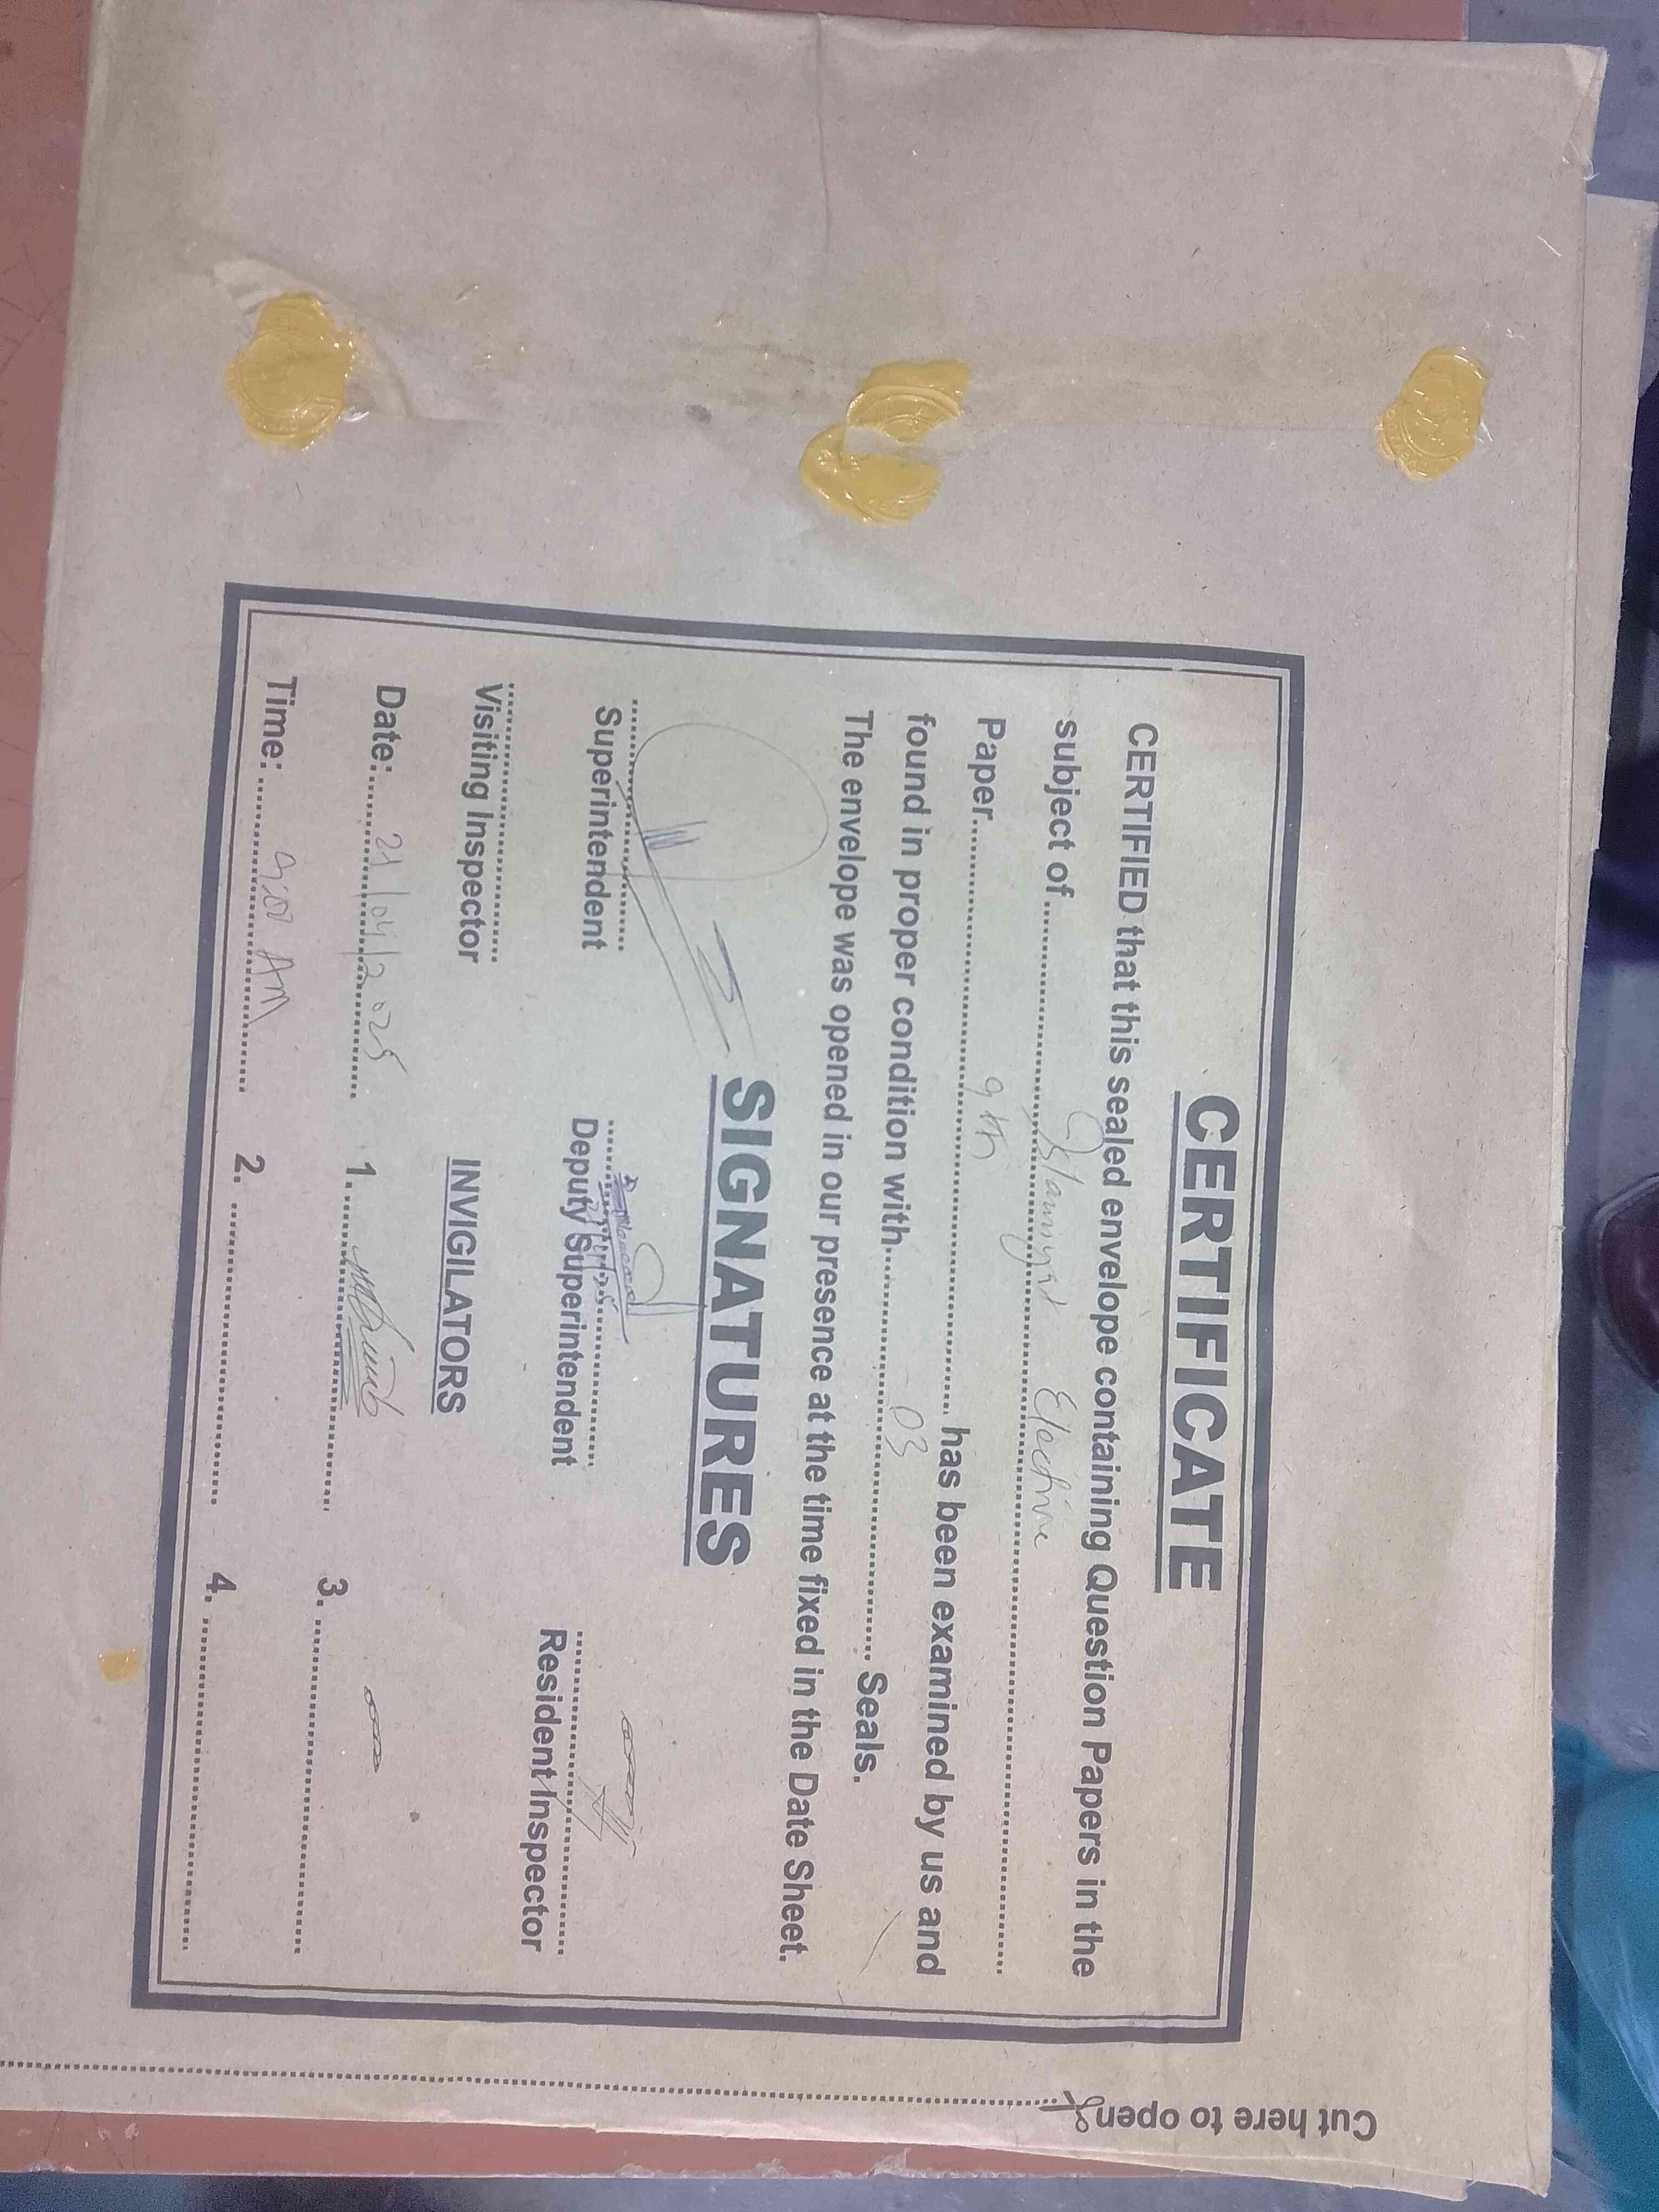 CERTIFICATE
CERTIFIED that this sealed envelope containing Question Papers in the
subject of.......... Islamiyat Elective ..........
Paper.......... 9th .......... has been examined by us and
found in proper condition with.......... 03 .......... Seals.
The envelope was opened in our presence at the time fixed in the Date Sheet.
SIGNATURES
Superintendent Deputy Superintendent Resident Inspector
Visiting Inspector
INVIGILATORS
Date:.... 21/04/2025 .... 1. .......... 3. ..........
Time: .......... AM .......... 2. .......... 4. ..........
Cut here to open